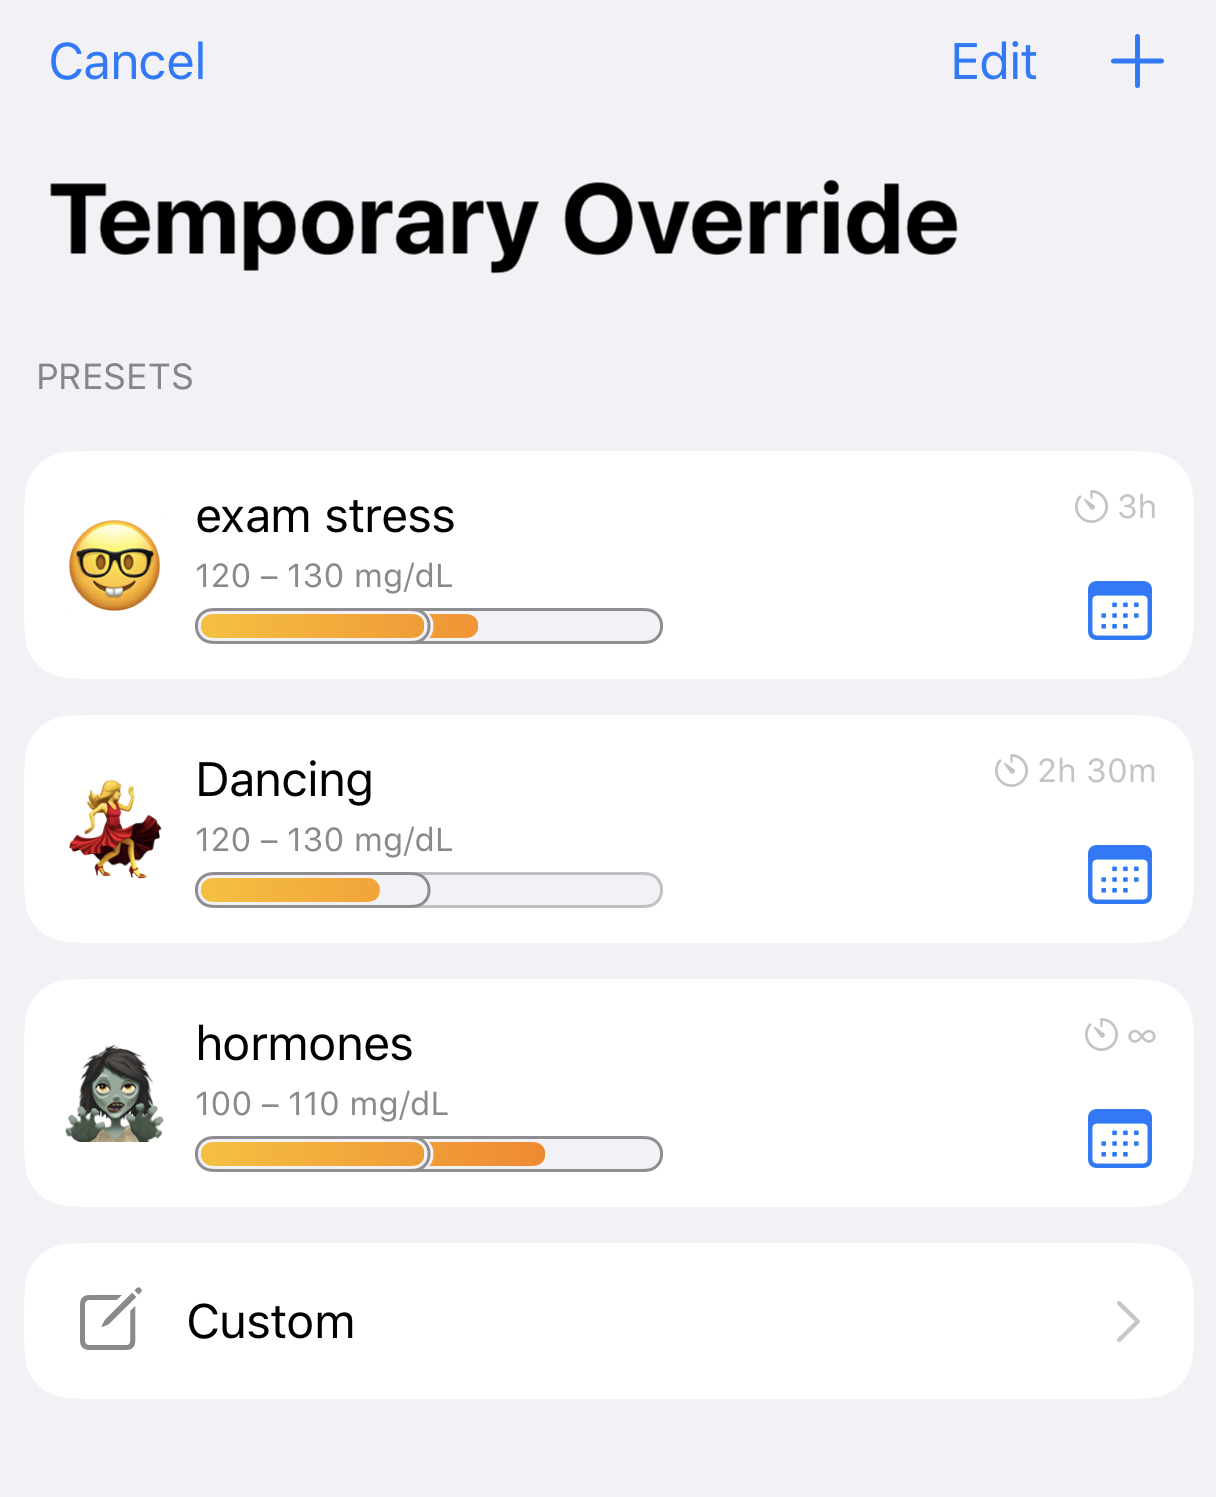 Cancel
Edit
Temporary Override
PRESETS
exam stress
3h
120 – 130 mg/dL
Dancing
2h 30m
120 – 130 mg/dL
hormones
∞
100 – 110 mg/dL
Custom